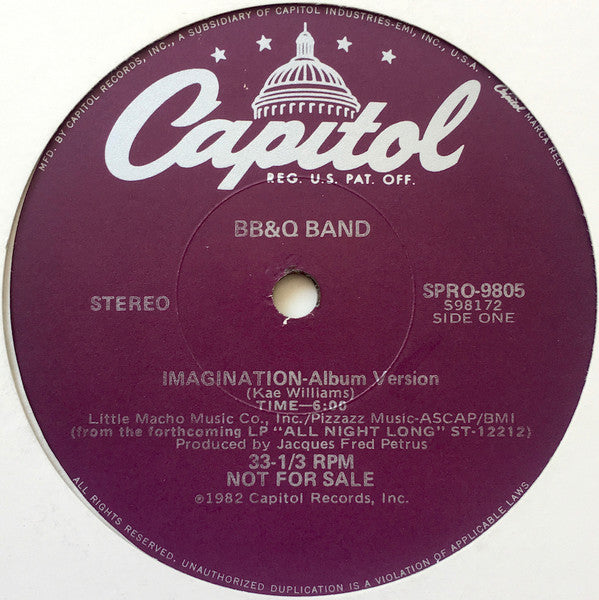 MFD. BY CAPITOL RECORDS, INC., A SUBSIDIARY OF CAPITOL INDUSTRIES-EMI, INC., U.S.A.
Capitol MARCA REG.
Capitol
REG. U.S. PAT. OFF.
BB&Q BAND
STEREO
SPRO-9805
S98172
SIDE ONE
IMAGINATION-Album Version
(Kae Williams)
TIME-6:00
Little Macho Music Co., Inc./Pizzazz Music-ASCAP/BMI
(from the forthcoming LP "ALL NIGHT LONG" ST-12212)
Produced by Jacques Fred Petrus
33-1/3 RPM
NOT FOR SALE
℗1982 Capitol Records, Inc.
ALL RIGHTS RESERVED. UNAUTHORIZED DUPLICATION IS A VIOLATION OF APPLICABLE LAWS